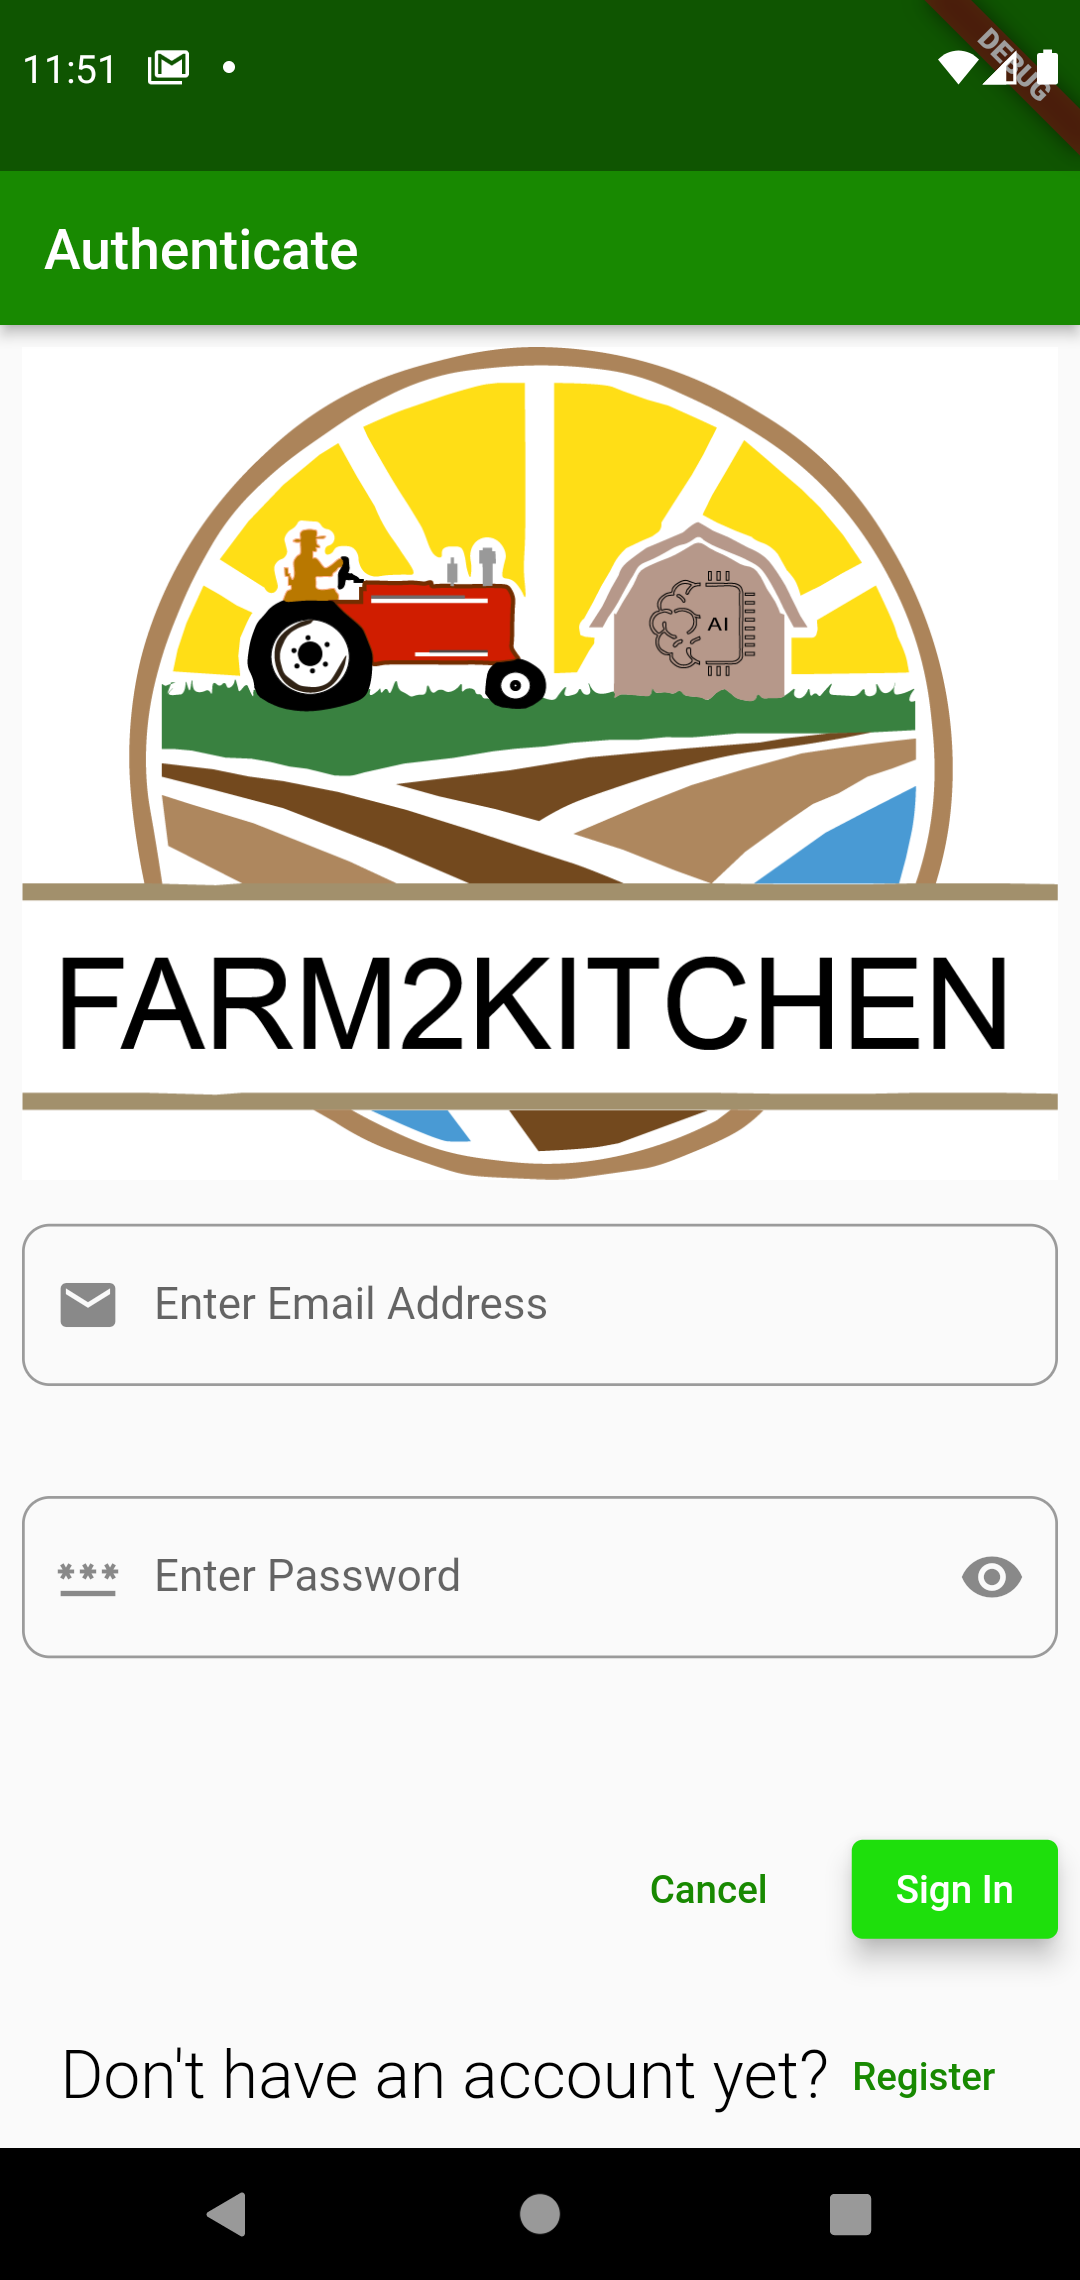 11:51
DEBUG
Authenticate
AI
FARM2KITCHEN
Enter Email Address
*** Enter Password
Cancel Sign In
Don't have an account yet? Register